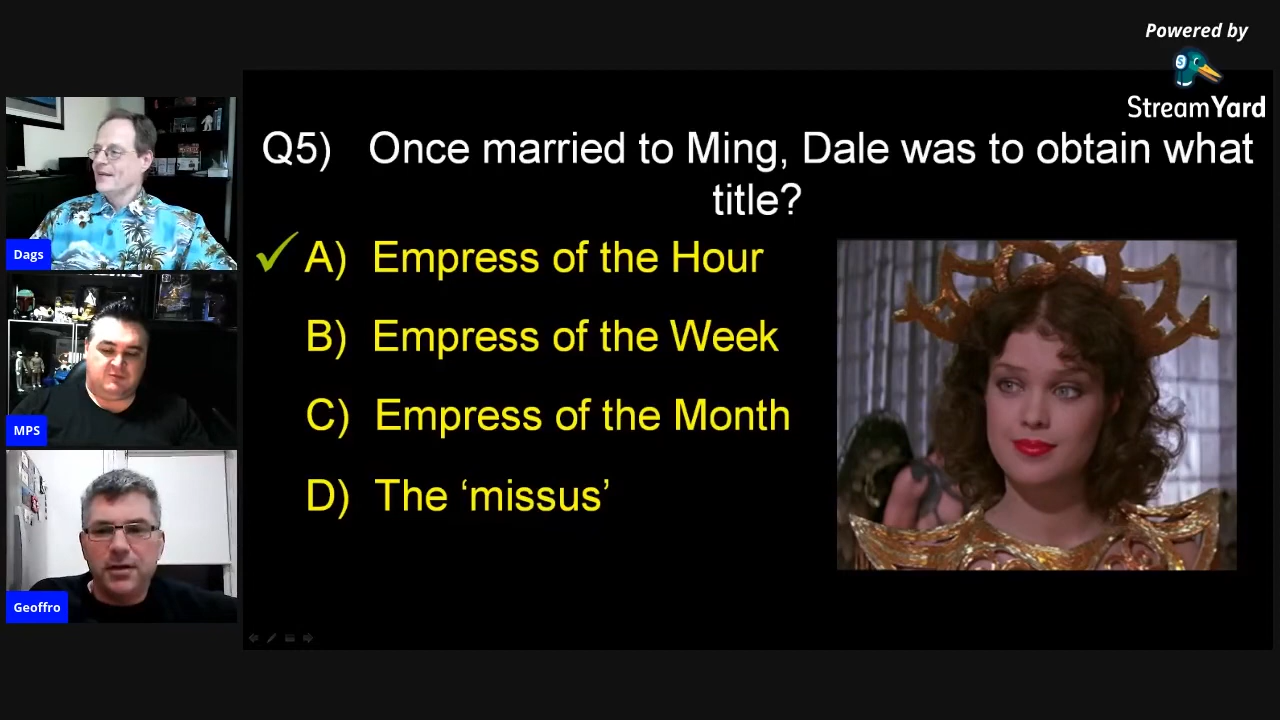 Powered by
StreamYard
Q5) Once married to Ming, Dale was to obtain what
title?
✓ A) Empress of the Hour
B) Empress of the Week
C) Empress of the Month
D) The ‘missus’
Dags
MPS
Geoffro